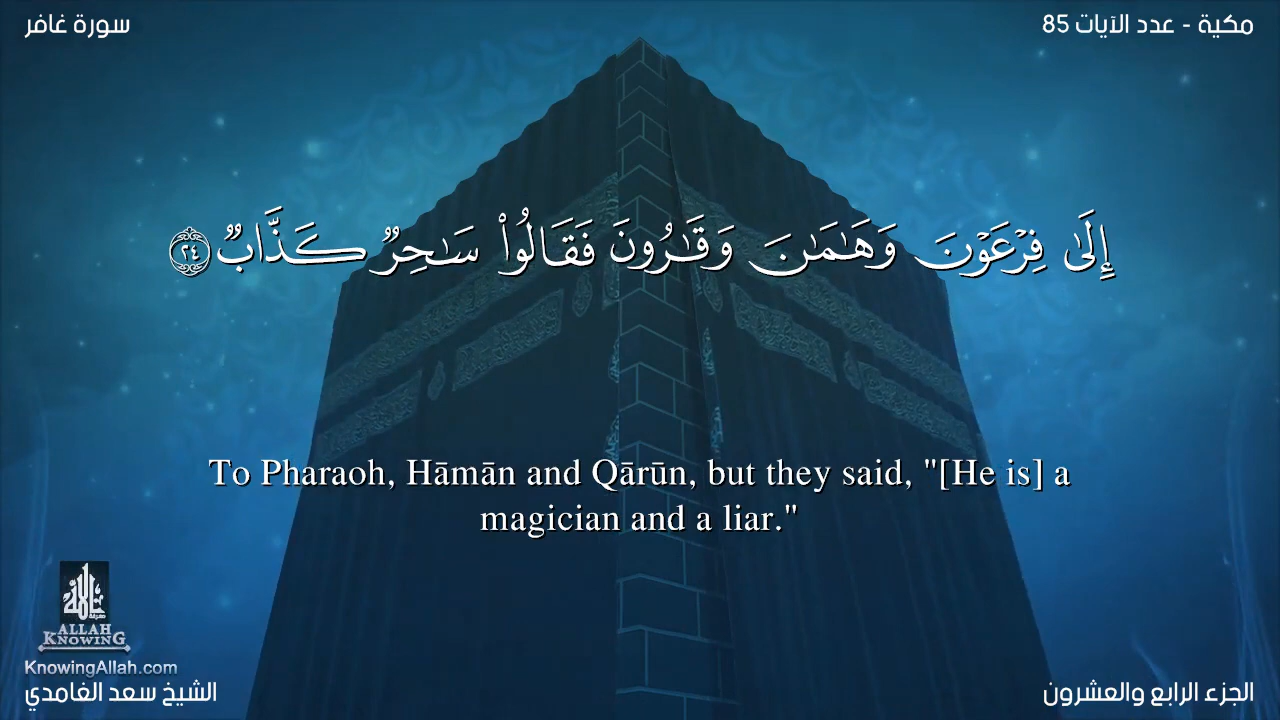 سورة غافر
مكية - عدد الآيات 85
إِلَىٰ فِرْعَوْنَ وَهَٰمَٰنَ وَقَٰرُونَ فَقَالُوا۟ سَٰحِرٌ كَذَّابٌ ٢٤
To Pharaoh, Hāmān and Qārūn, but they said, "[He is] a
magician and a liar."
ALLAH
KNOWING
KnowingAllah.com
الشيخ سعد الغامدي
الجزء الرابع والعشرون